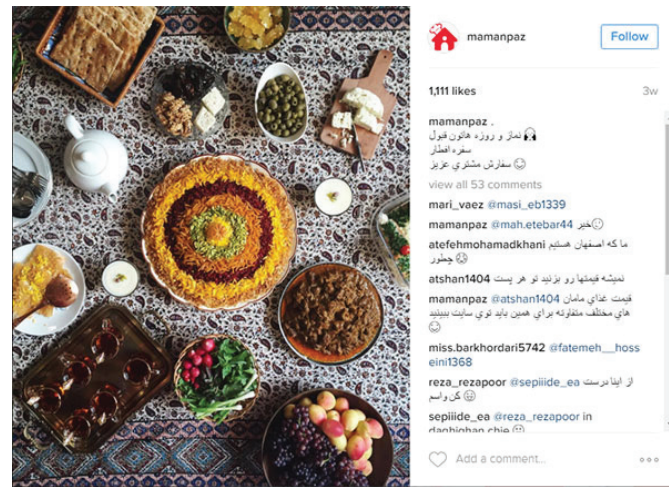 mamanpaz
Follow
1,111 likes
3w
mamanpaz .
نماز و روزه هاتون قبول
سفره افطار
سفارش مشتري عزيز
view all 53 comments
mari_vaez @masi_eb1339
mamanpaz @mah.etebar44 خير
atefehmohamadkhani ما كه اصفهان هستيم
چطور
atshan1404 نميشه قيمتها رو بزنيد تو هر پست
mamanpaz @atshan1404 قيمت غذاي مامان
هاي مختلف متفاوته براي همين بايد توي سايت ببينيد
miss.barkhordari5742 @fatemeh__hoss
eini1368
reza_rezapoor @sepiiide_ea از اينا درست
كن واسم
sepiiide_ea @reza_rezapoor in
daghighan chie
Add a comment...